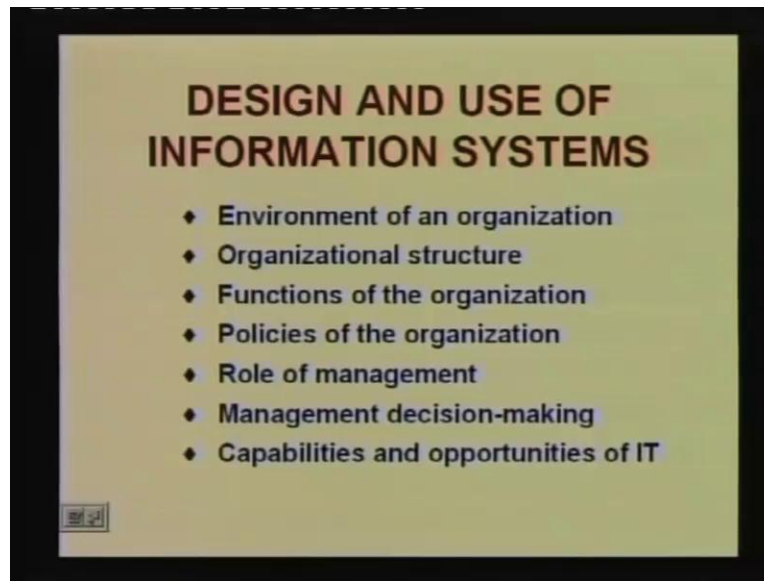 DESIGN AND USE OF
INFORMATION SYSTEMS
♦ Environment of an organization
♦ Organizational structure
♦ Functions of the organization
♦ Policies of the organization
♦ Role of management
♦ Management decision-making
♦ Capabilities and opportunities of IT